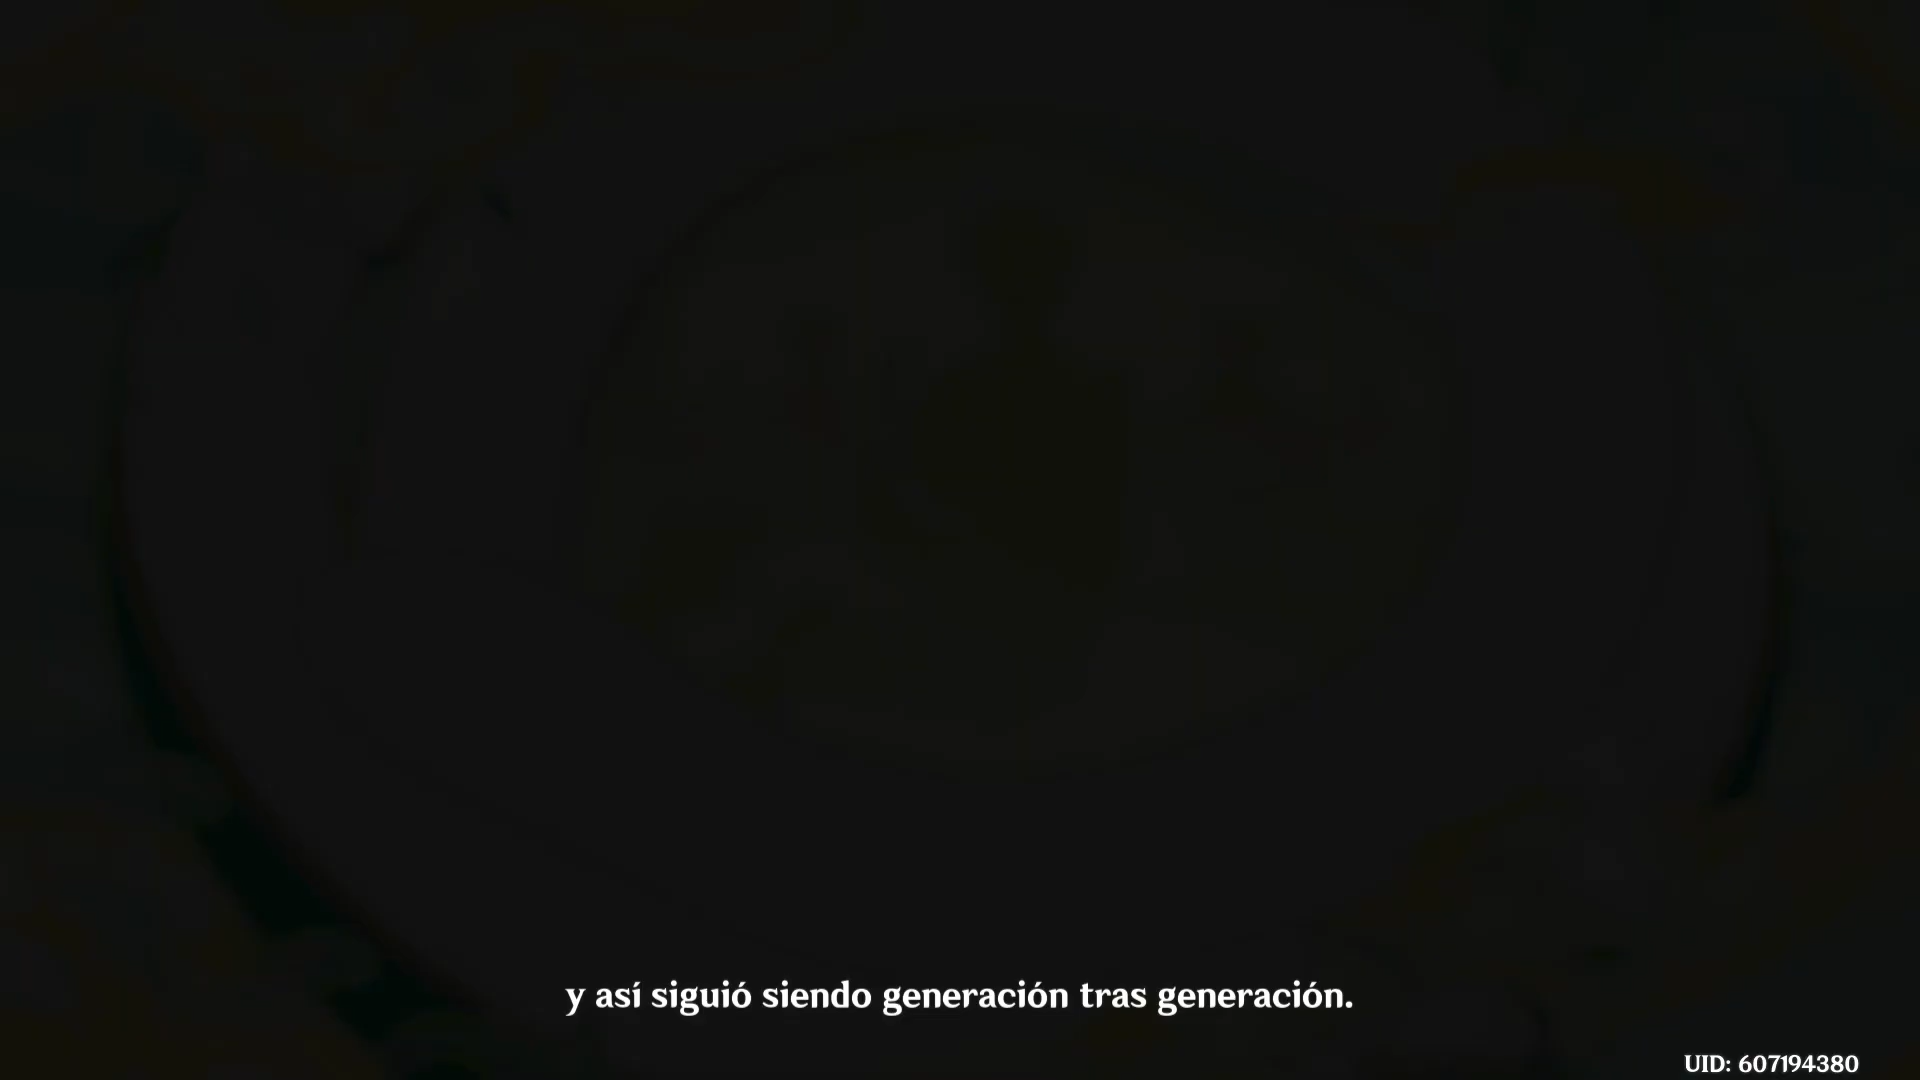 y así siguió siendo generación tras generación.
UID: 607194380